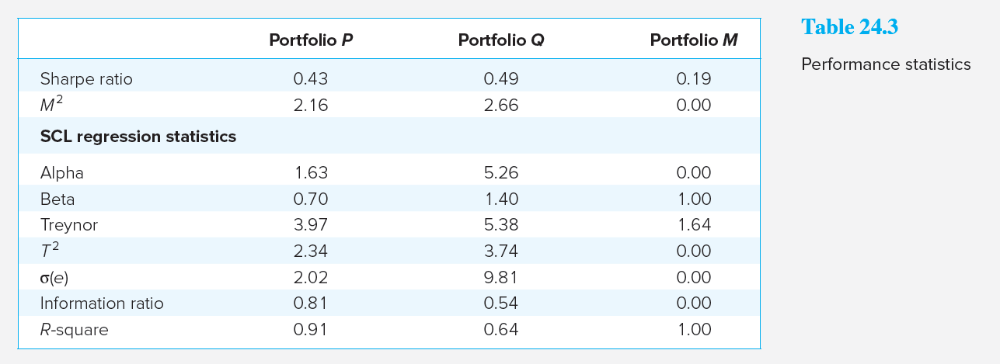 Portfolio P Portfolio Q Portfolio M
Sharpe ratio 0.43 0.49 0.19
M² 2.16 2.66 0.00
SCL regression statistics
Alpha 1.63 5.26 0.00
Beta 0.70 1.40 1.00
Treynor 3.97 5.38 1.64
T² 2.34 3.74 0.00
σ(e) 2.02 9.81 0.00
Information ratio 0.81 0.54 0.00
R-square 0.91 0.64 1.00
Table 24.3
Performance statistics